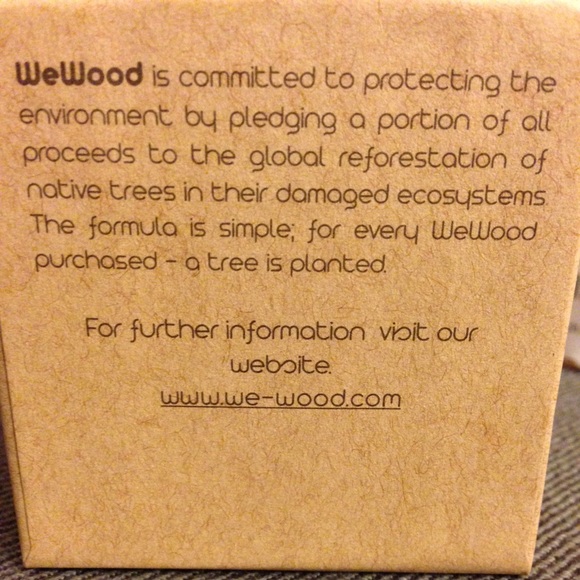 WeWood is committed to protecting the
environment by pledging a portion of all
proceeds to the global reforestation of
native trees in their damaged ecosystems.
The formula is simple; for every WeWood
purchased - a tree is planted.
For further information visit our
website.
www.we-wood.com